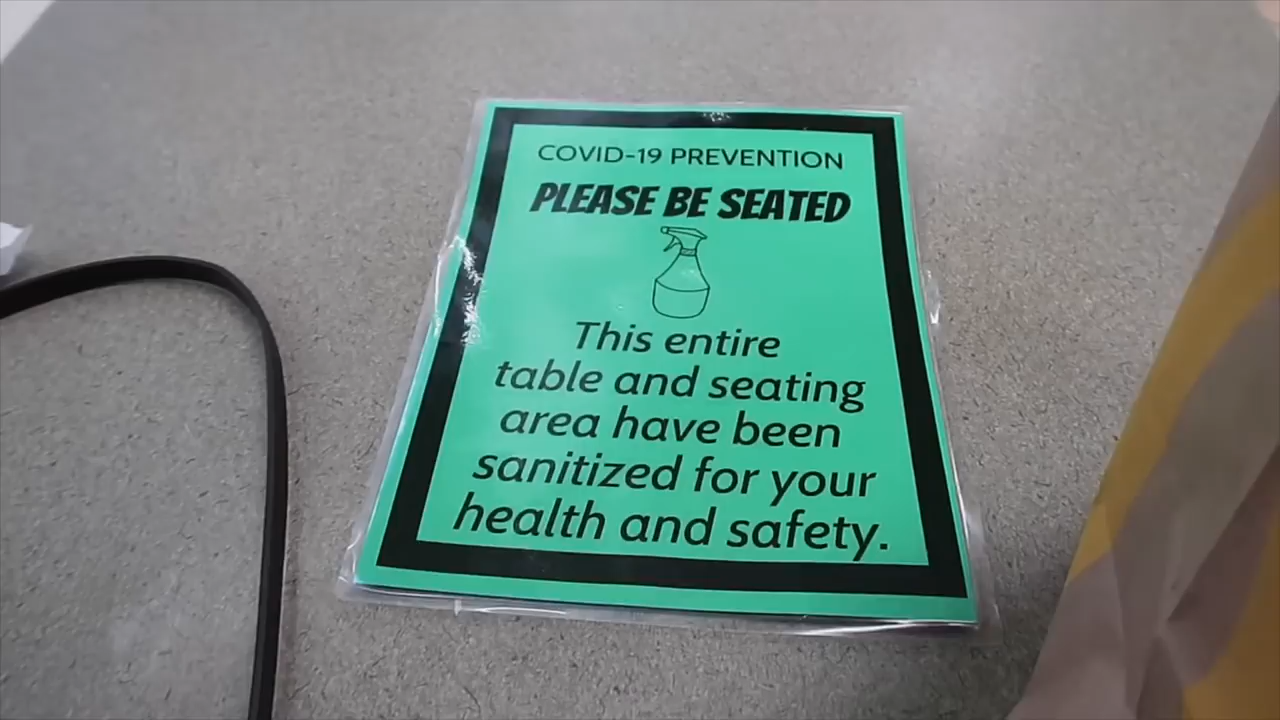 COVID-19 PREVENTION
PLEASE BE SEATED
This entire
table and seating
area have been
sanitized for your
health and safety.